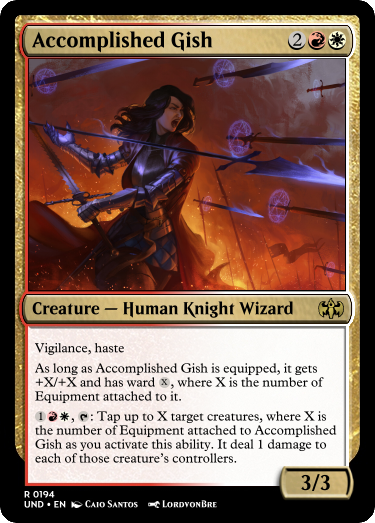 Accomplished Gish 2
Creature — Human Knight Wizard
Vigilance, haste
As long as Accomplished Gish is equipped, it gets
+X/+X and has ward X, where X is the number of
Equipment attached to it.
1 , : Tap up to X target creatures, where X is
the number of Equipment attached to Accomplished
Gish as you activate this ability. It deal 1 damage to
each of those creature's controllers.
3/3
R 0194
UND • EN Caio Santos LordvonBre